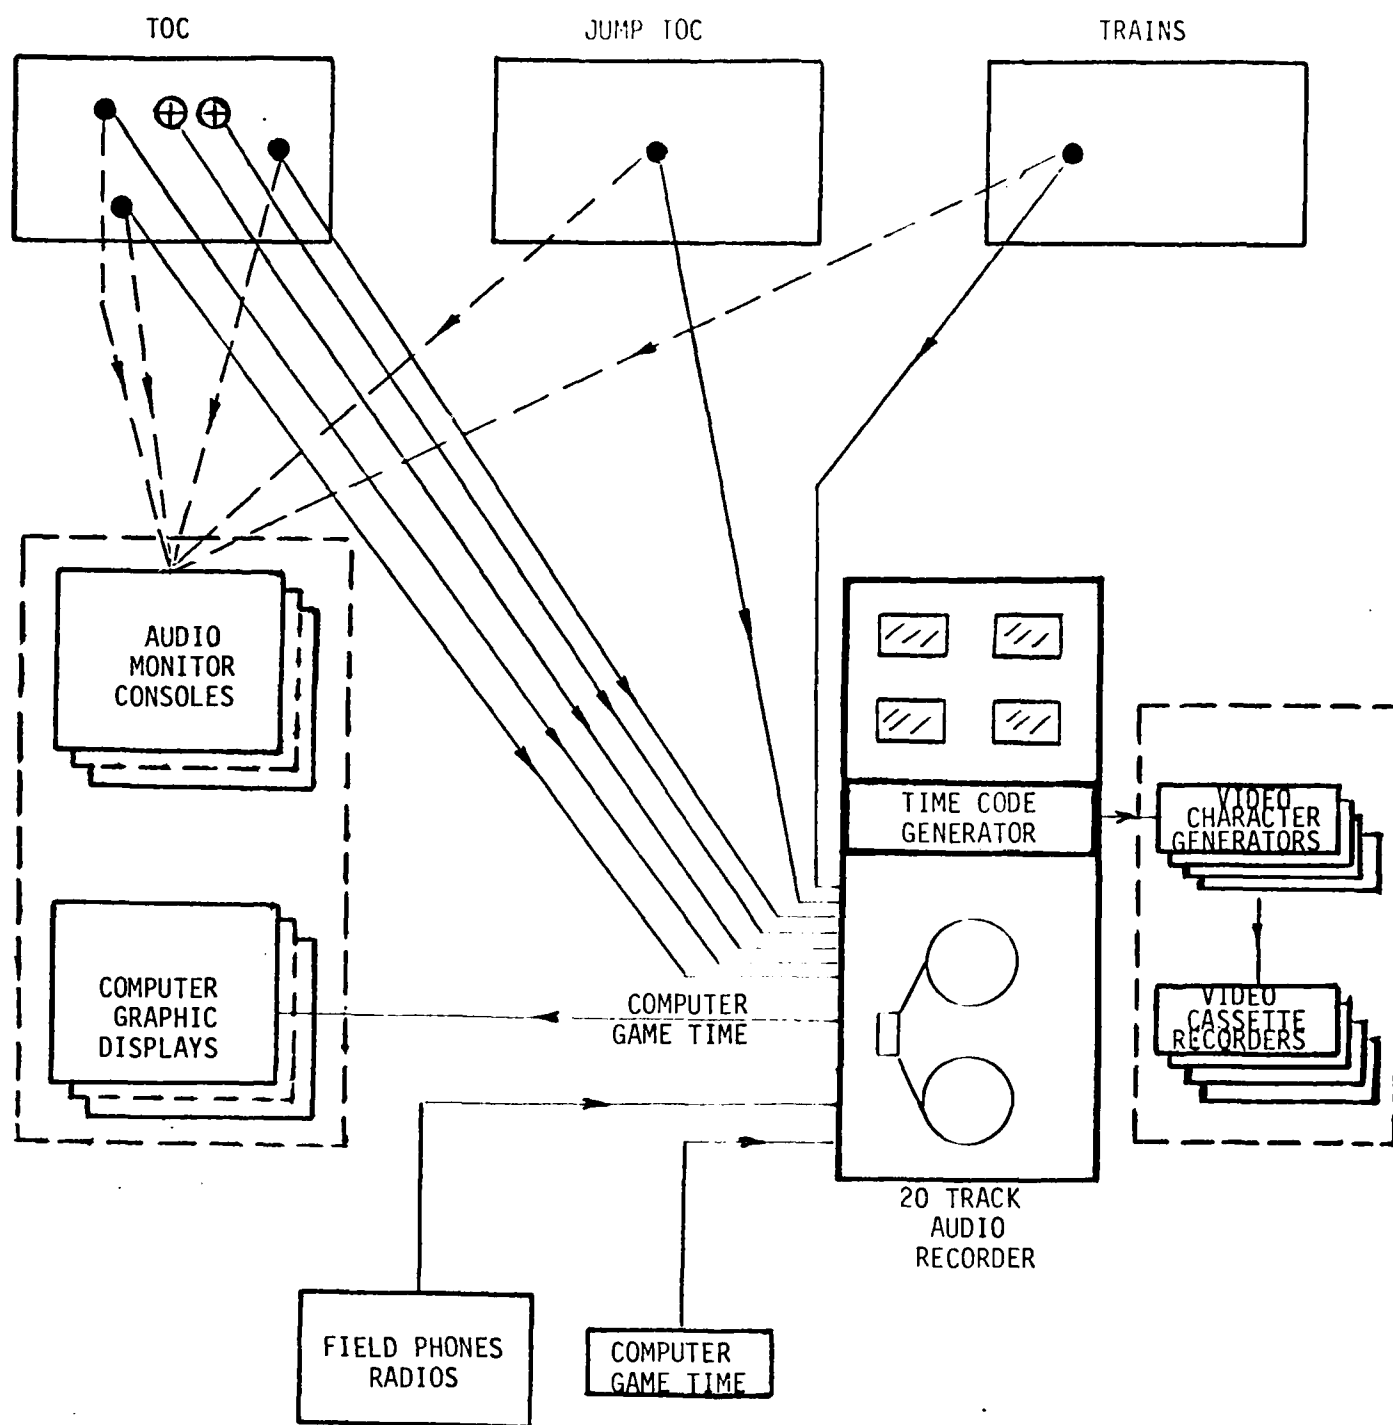 TOC
JUMP TOC
TRAINS
AUDIO
MONITOR
CONSOLES
TIME CODE
GENERATOR
VIDEO
CHARACTER
GENERATORS
COMPUTER
GRAPHIC
DISPLAYS
COMPUTER
GAME TIME
VIDEO
CASSETTE
RECORDERS
20 TRACK
AUDIO
RECORDER
FIELD PHONES
RADIOS
COMPUTER
GAME TIME